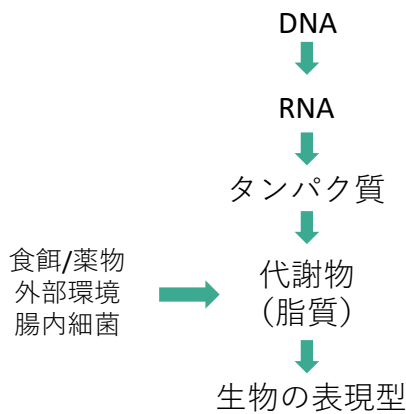 DNA
RNA
タンパク質
食餌/薬物
外部環境
腸内細菌
代謝物
（脂質）
生物の表現型